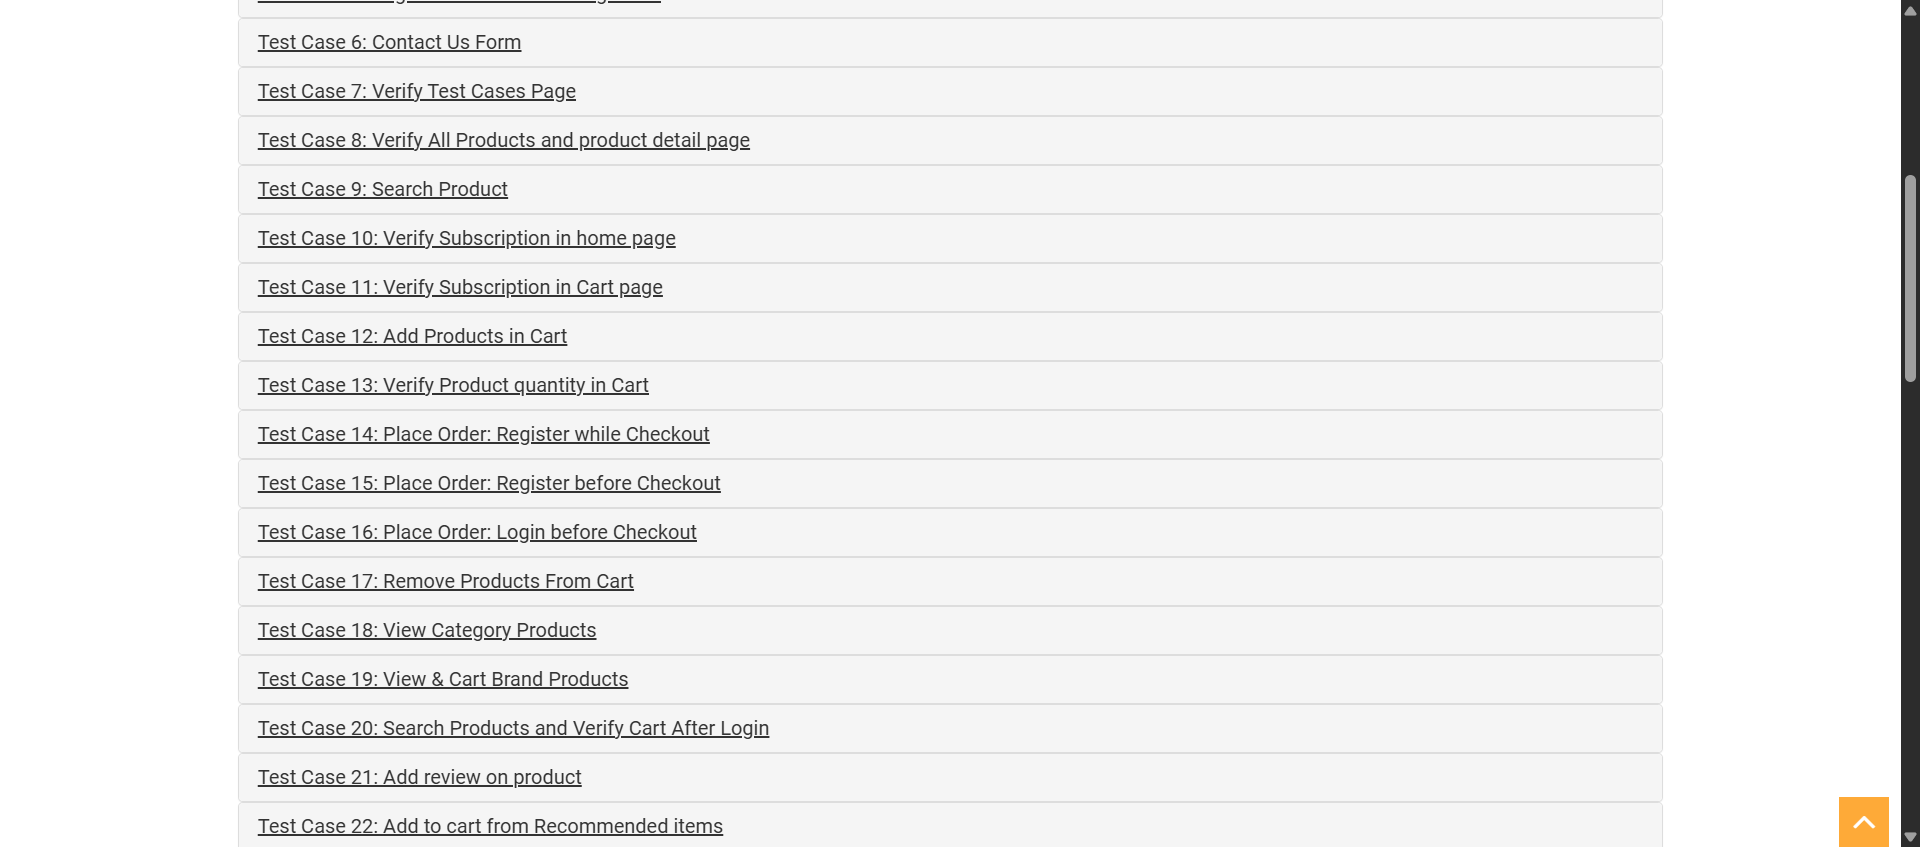 Test Case 6: Contact Us Form
Test Case 7: Verify Test Cases Page
Test Case 8: Verify All Products and product detail page
Test Case 9: Search Product
Test Case 10: Verify Subscription in home page
Test Case 11: Verify Subscription in Cart page
Test Case 12: Add Products in Cart
Test Case 13: Verify Product quantity in Cart
Test Case 14: Place Order: Register while Checkout
Test Case 15: Place Order: Register before Checkout
Test Case 16: Place Order: Login before Checkout
Test Case 17: Remove Products From Cart
Test Case 18: View Category Products
Test Case 19: View & Cart Brand Products
Test Case 20: Search Products and Verify Cart After Login
Test Case 21: Add review on product
Test Case 22: Add to cart from Recommended items